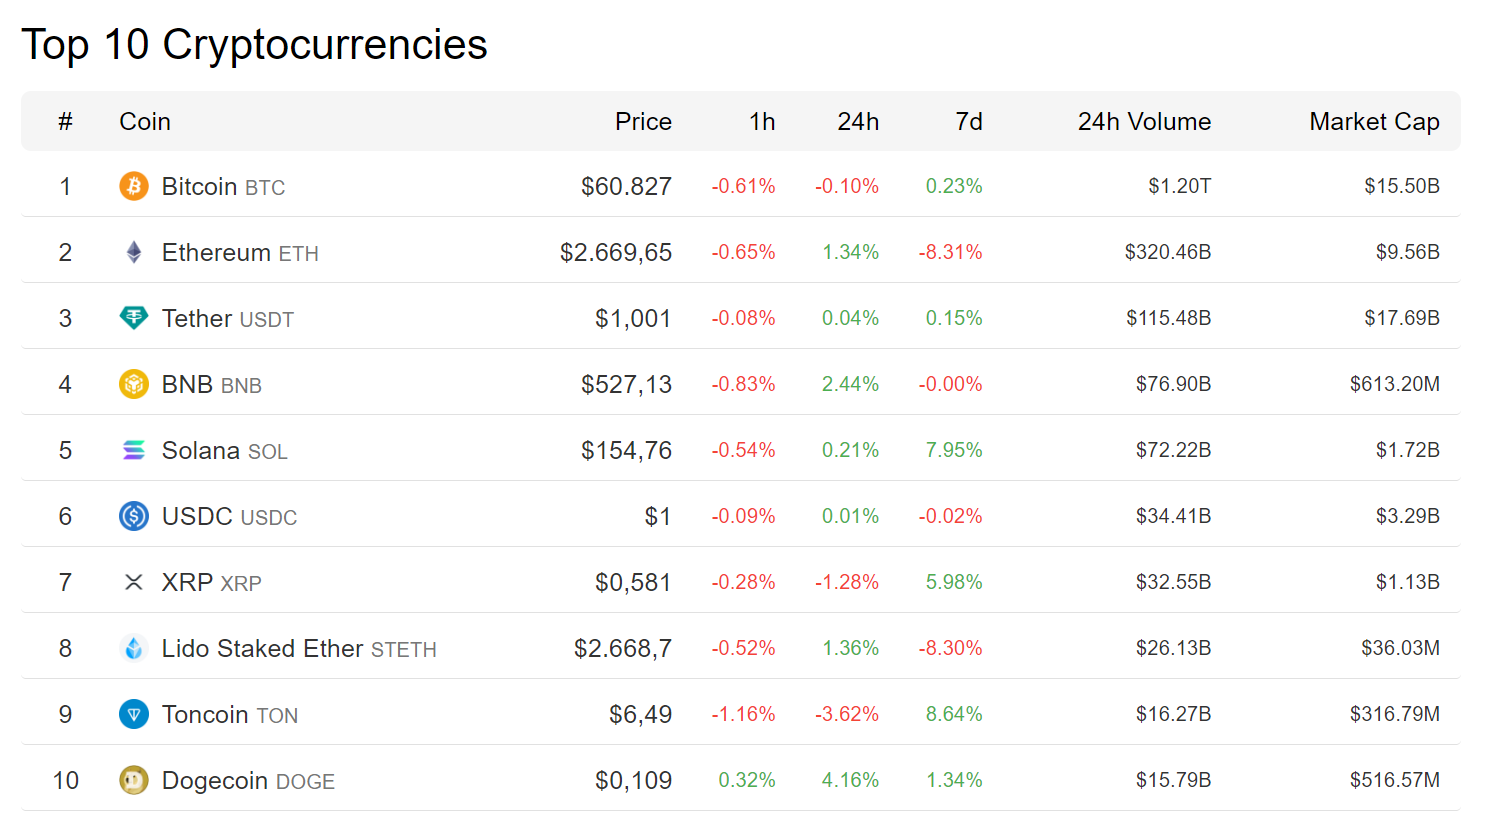 Top 10 Cryptocurrencies
# Coin Price 1h 24h 7d 24h Volume Market Cap
1 Bitcoin BTC $60.827 -0.61% -0.10% 0.23% $1.20T $15.50B
2 Ethereum ETH $2.669,65 -0.65% 1.34% -8.31% $320.46B $9.56B
3 Tether USDT $1,001 -0.08% 0.04% 0.15% $115.48B $17.69B
4 BNB BNB $527,13 -0.83% 2.44% -0.00% $76.90B $613.20M
5 Solana SOL $154,76 -0.54% 0.21% 7.95% $72.22B $1.72B
6 USDC USDC $1 -0.09% 0.01% -0.02% $34.41B $3.29B
7 XRP XRP $0,581 -0.28% -1.28% 5.98% $32.55B $1.13B
8 Lido Staked Ether STETH $2.668,7 -0.52% 1.36% -8.30% $26.13B $36.03M
9 Toncoin TON $6,49 -1.16% -3.62% 8.64% $16.27B $316.79M
10 Dogecoin DOGE $0,109 0.32% 4.16% 1.34% $15.79B $516.57M